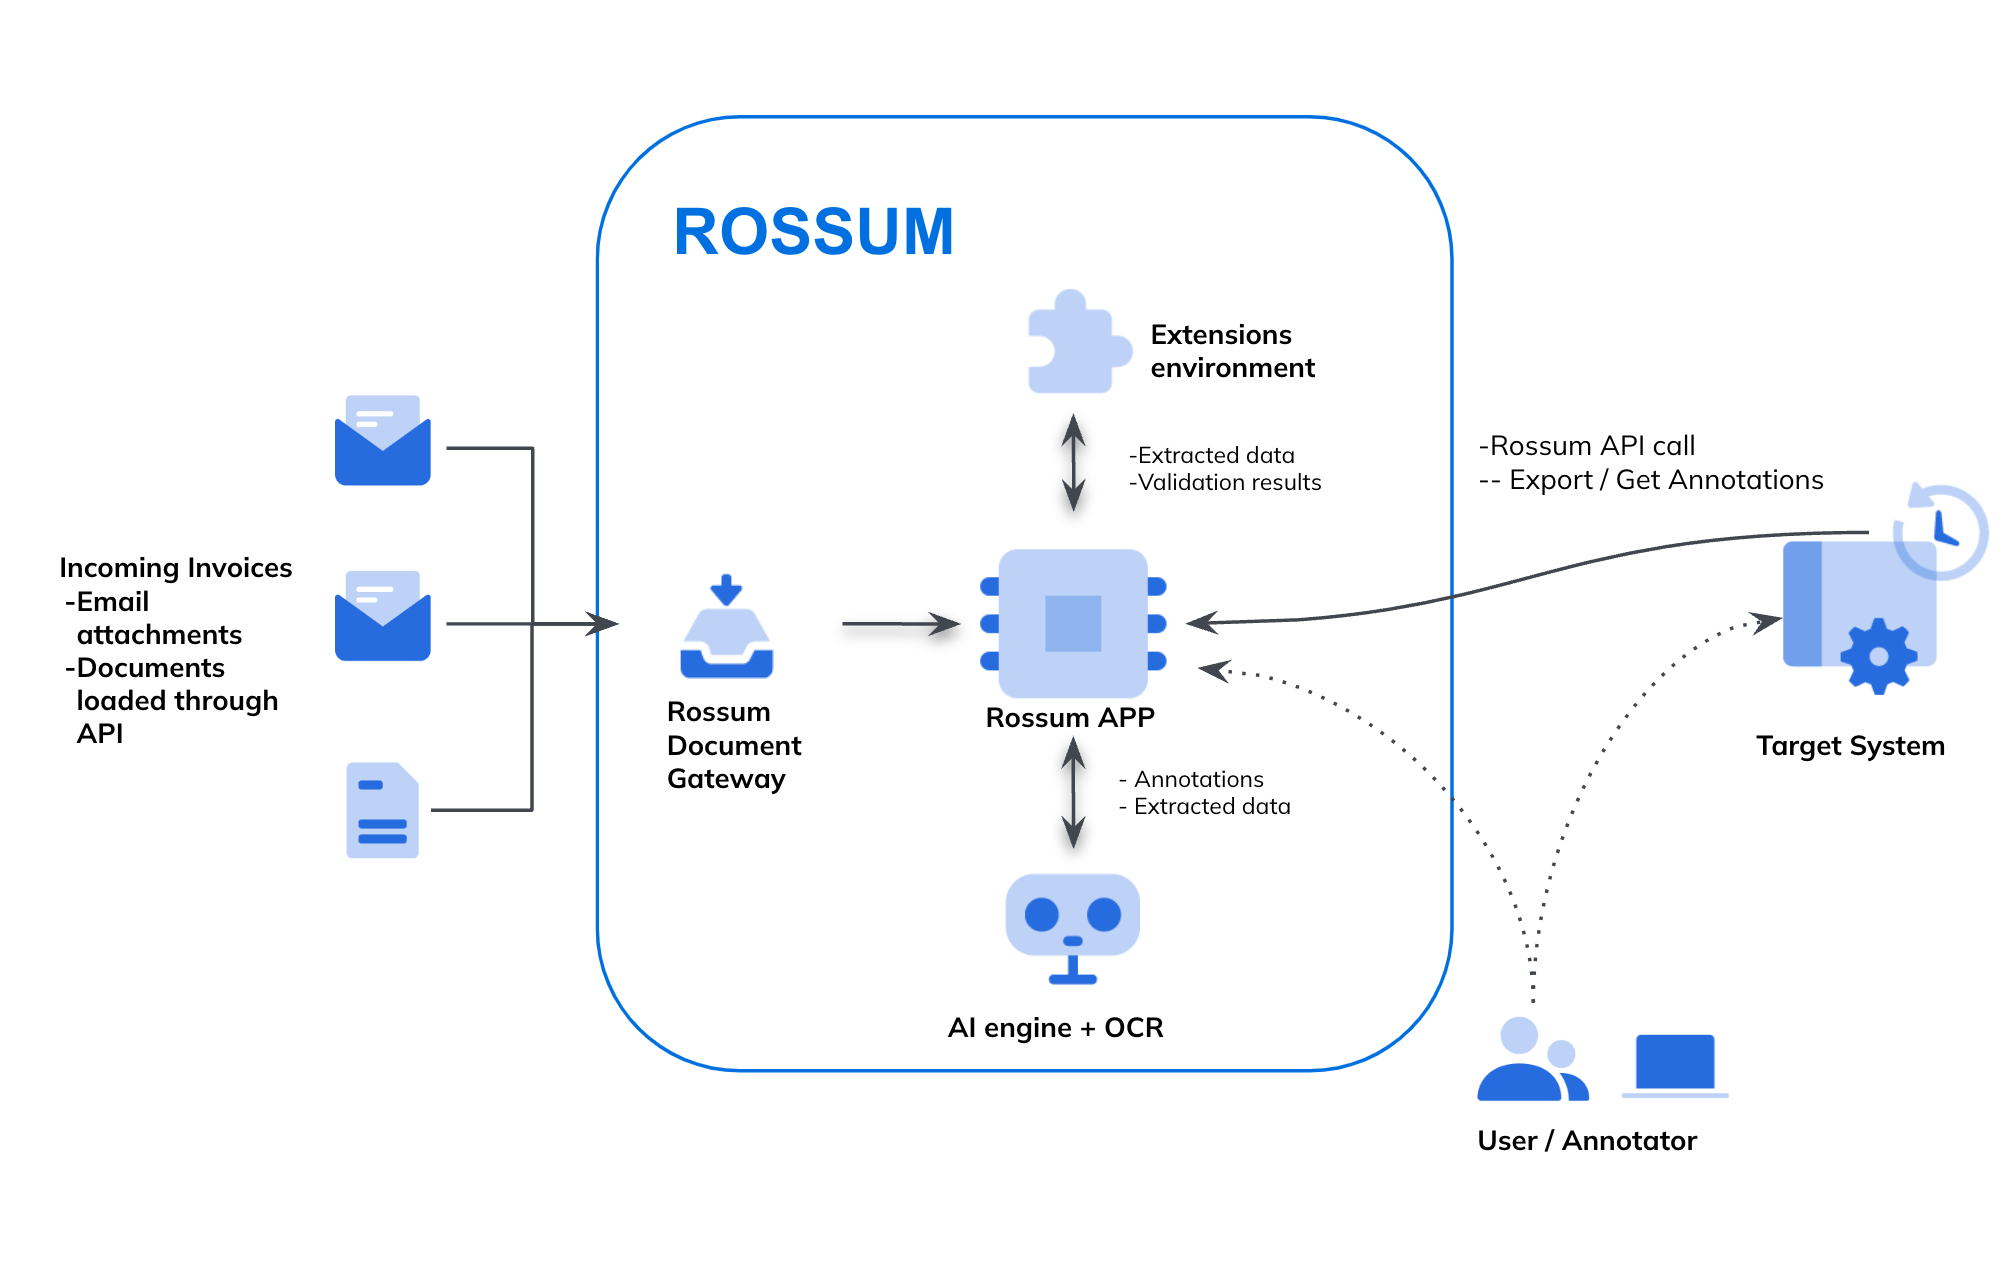 ROSSUM
Extensions
environment
-Extracted data
-Validation results
-Rossum API call
-- Export / Get Annotations
Incoming Invoices
-Email
attachments
-Documents
loaded through
API
Rossum
Document
Gateway
Rossum APP
Target System
- Annotations
- Extracted data
AI engine + OCR
User / Annotator